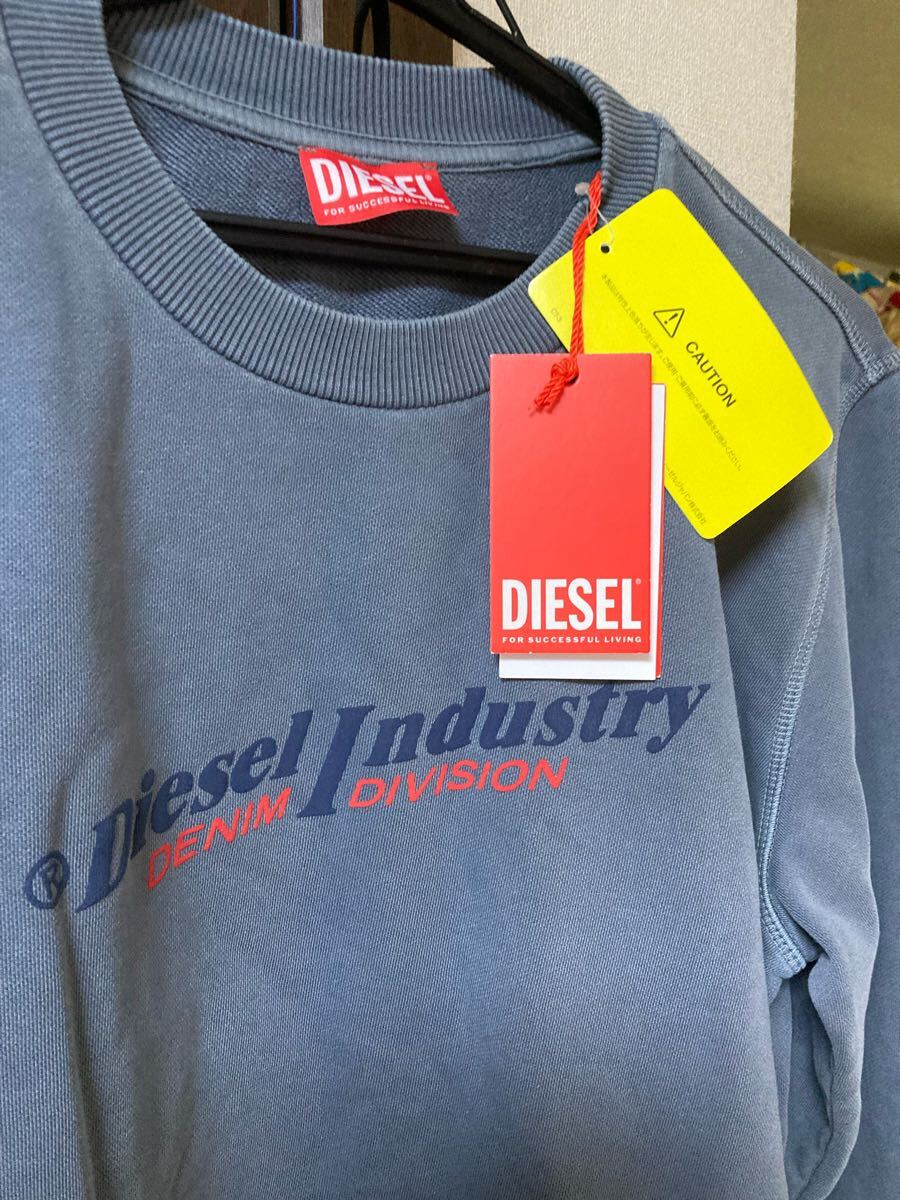 DIESEL
FOR SUCCESSFUL LIVING
CAUTION
DIESEL®
FOR SUCCESSFUL LIVING
® Diesel Industry
DENIM DIVISION